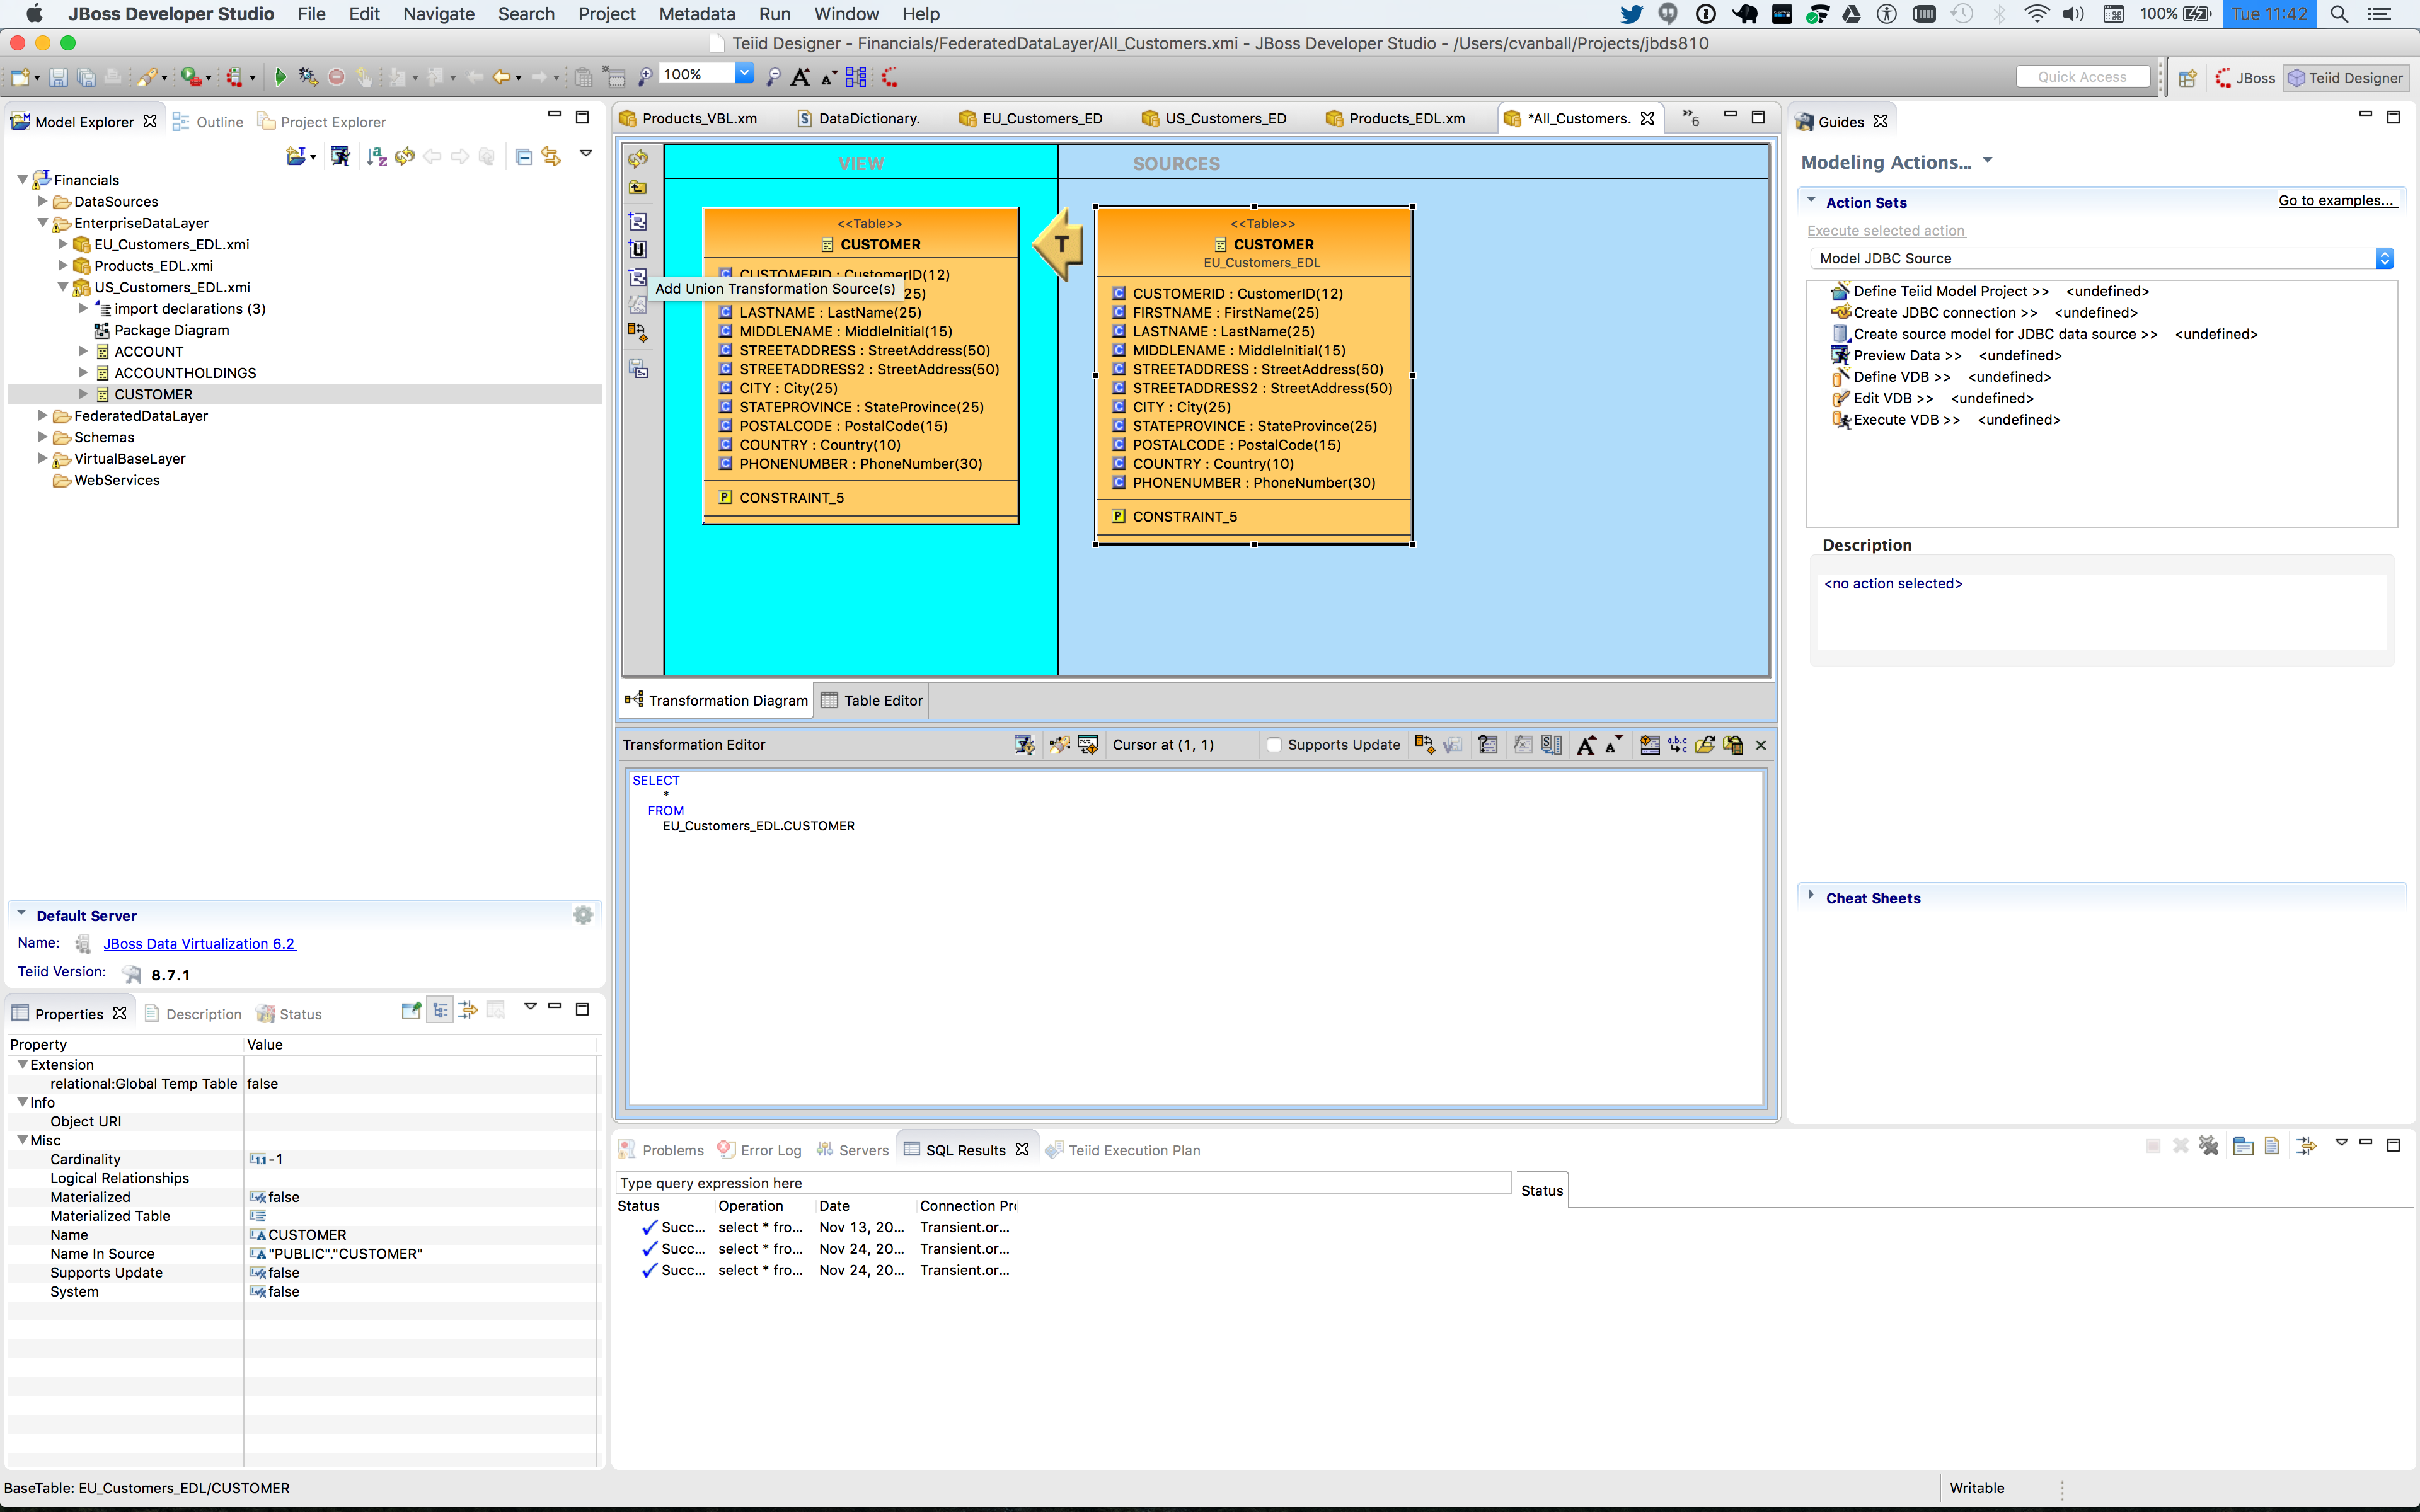 JBoss Developer Studio File Edit Navigate Search Project Metadata Run Window Help 100% Tue 11:42
Teiid Designer - Financials/FederatedDataLayer/All_Customers.xmi - JBoss Developer Studio - /Users/cvanball/Projects/jbds810
100% Quick Access JBoss Teiid Designer
Model Explorer Outline Project Explorer
Financials
DataSources
EnterpriseDataLayer
EU_Customers_EDL.xmi
Products_EDL.xmi
US_Customers_EDL.xmi
import declarations (3)
Package Diagram
ACCOUNT
ACCOUNTHOLDINGS
CUSTOMER
FederatedDataLayer
Schemas
VirtualBaseLayer
WebServices
Default Server
Name: JBoss Data Virtualization 6.2
Teiid Version: 8.7.1
Properties Description Status
Property Value
Extension
relational:Global Temp Table false
Info
Object URI
Misc
Cardinality -1
Logical Relationships
Materialized false
Materialized Table
Name CUSTOMER
Name In Source "PUBLIC"."CUSTOMER"
Supports Update false
System false
Products_VBL.xm DataDictionary. EU_Customers_ED US_Customers_ED Products_EDL.xm *All_Customers. »6
VIEW SOURCES
<<Table>>
CUSTOMER
CUSTOMERID : CustomerID(12)
Add Union Transformation Source(s) 25)
LASTNAME : LastName(25)
MIDDLENAME : MiddleInitial(15)
STREETADDRESS : StreetAddress(50)
STREETADDRESS2 : StreetAddress(50)
CITY : City(25)
STATEPROVINCE : StateProvince(25)
POSTALCODE : PostalCode(15)
COUNTRY : Country(10)
PHONENUMBER : PhoneNumber(30)
CONSTRAINT_5
T
<<Table>>
CUSTOMER
EU_Customers_EDL
CUSTOMERID : CustomerID(12)
FIRSTNAME : FirstName(25)
LASTNAME : LastName(25)
MIDDLENAME : MiddleInitial(15)
STREETADDRESS : StreetAddress(50)
STREETADDRESS2 : StreetAddress(50)
CITY : City(25)
STATEPROVINCE : StateProvince(25)
POSTALCODE : PostalCode(15)
COUNTRY : Country(10)
PHONENUMBER : PhoneNumber(30)
CONSTRAINT_5
Transformation Diagram Table Editor
Transformation Editor Cursor at (1, 1) Supports Update
SELECT
*
FROM
EU_Customers_EDL.CUSTOMER
Problems Error Log Servers SQL Results Teiid Execution Plan
Type query expression here
Status Operation Date Connection Pr
Succ... select * fro... Nov 13, 20... Transient.or...
Succ... select * fro... Nov 24, 20... Transient.or...
Succ... select * fro... Nov 24, 20... Transient.or...
Status
Guides
Modeling Actions...
Action Sets Go to examples...
Execute selected action
Model JDBC Source
Define Teiid Model Project >> <undefined>
Create JDBC connection >> <undefined>
Create source model for JDBC data source >> <undefined>
Preview Data >> <undefined>
Define VDB >> <undefined>
Edit VDB >> <undefined>
Execute VDB >> <undefined>
Description
<no action selected>
Cheat Sheets
BaseTable: EU_Customers_EDL/CUSTOMER Writable